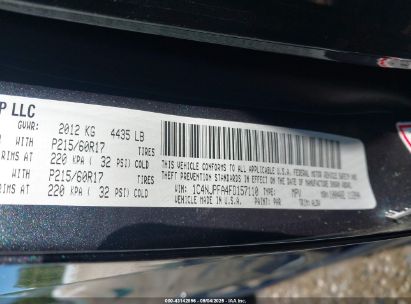 P LLC
GVWR: 2012 KG 4435 LB
WITH P215/60R17 TIRES
RIMS AT 220 KPA ( 32 PSI) COLD
WITH P215/60R17 TIRES
RIMS AT 220 KPA ( 32 PSI) COLD
THIS VEHICLE CONFORMS TO ALL APPLICABLE U.S.A. FEDERAL MOTOR VEHICLE SAFETY, BUMPER AND
THEFT PREVENTION STANDARDS IN EFFECT ON THE DATE OF MANUFACTURE SHOWN ABOVE.
VIN: 1C4NJPFA4FD157110 TYPE: MPV
VEHICLE MADE IN U.S.A. PAINT: PAR TRIM: